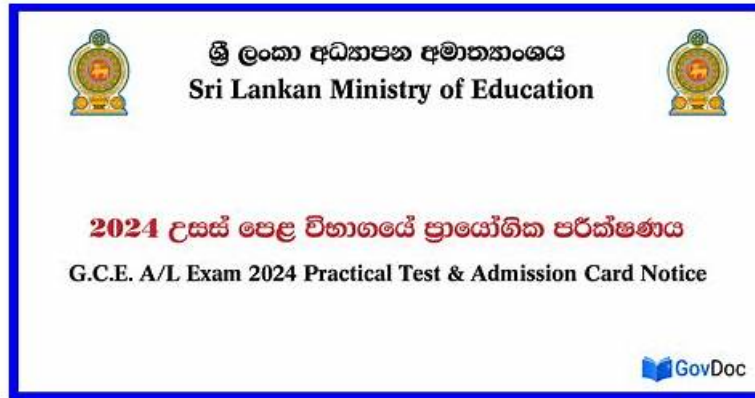 ශ්‍රී ලංකා අධ්‍යාපන අමාත්‍යාංශය
Sri Lankan Ministry of Education
2024 උසස් පෙළ විභාගයේ ප්‍රායෝගික පරීක්ෂණය
G.C.E. A/L Exam 2024 Practical Test & Admission Card Notice
GovDoc